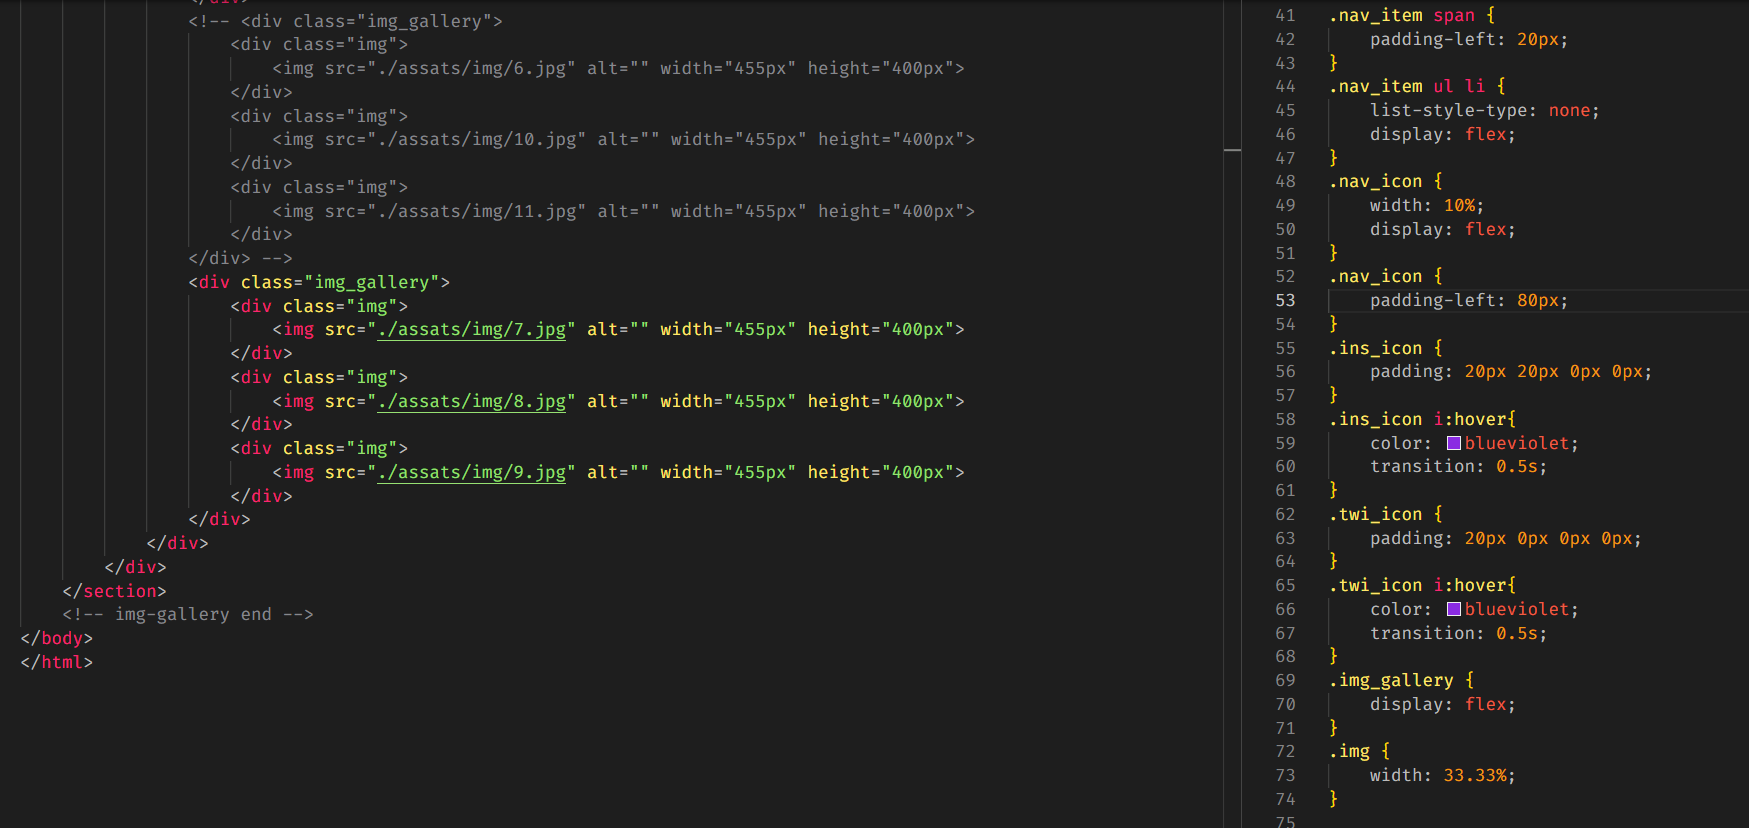 </div>
<!-- <div class="img_gallery">
<div class="img">
<img src="./assats/img/6.jpg" alt="" width="455px" height="400px">
</div>
<div class="img">
<img src="./assats/img/10.jpg" alt="" width="455px" height="400px">
</div>
<div class="img">
<img src="./assats/img/11.jpg" alt="" width="455px" height="400px">
</div>
</div> -->
<div class="img_gallery">
<div class="img">
<img src="./assats/img/7.jpg" alt="" width="455px" height="400px">
</div>
<div class="img">
<img src="./assats/img/8.jpg" alt="" width="455px" height="400px">
</div>
<div class="img">
<img src="./assats/img/9.jpg" alt="" width="455px" height="400px">
</div>
</div>
</div>
</div>
</section>
<!-- img-gallery end -->
</body>
</html>
41 .nav_item span {
42 padding-left: 20px;
43 }
44 .nav_item ul li {
45 list-style-type: none;
46 display: flex;
47 }
48 .nav_icon {
49 width: 10%;
50 display: flex;
51 }
52 .nav_icon {
53 padding-left: 80px;
54 }
55 .ins_icon {
56 padding: 20px 20px 0px 0px;
57 }
58 .ins_icon i:hover{
59 color: blueviolet;
60 transition: 0.5s;
61 }
62 .twi_icon {
63 padding: 20px 0px 0px 0px;
64 }
65 .twi_icon i:hover{
66 color: blueviolet;
67 transition: 0.5s;
68 }
69 .img_gallery {
70 display: flex;
71 }
72 .img {
73 width: 33.33%;
74 }
75